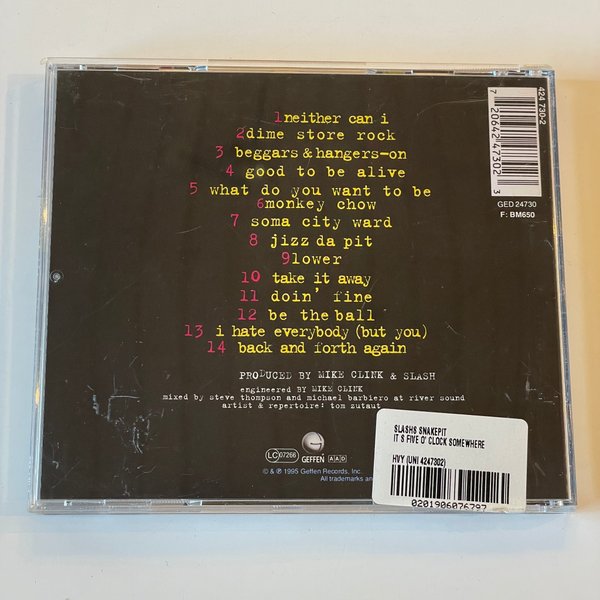 1neither can i
2dime store rock
3 beggars & hangers-on
4 good to be alive
5 what do you want to be
6monkey chow
7 soma city ward
8 jizz da pit
9lower
10 take it away
11 doin' fine
12 be the ball
13 i hate everybody (but you)
14 back and forth again
PRODUCED BY MIKE CLINK & SLASH
engineered BY MIKE CLINK
mixed by steve thompson and michael barbiero at river sound
artist & repertoire: tom zutaut
LC 07266
GEFFEN
AAD
© & ℗ 1995 Geffen Records, Inc
All trademarks and
424 730-2
7 20642 47302 3
GED 24730
F: BM650
SLASHS SNAKEPIT
IT S FIVE O' CLOCK SOMEWHERE
HVY (UNI 4247302)
0201906076797